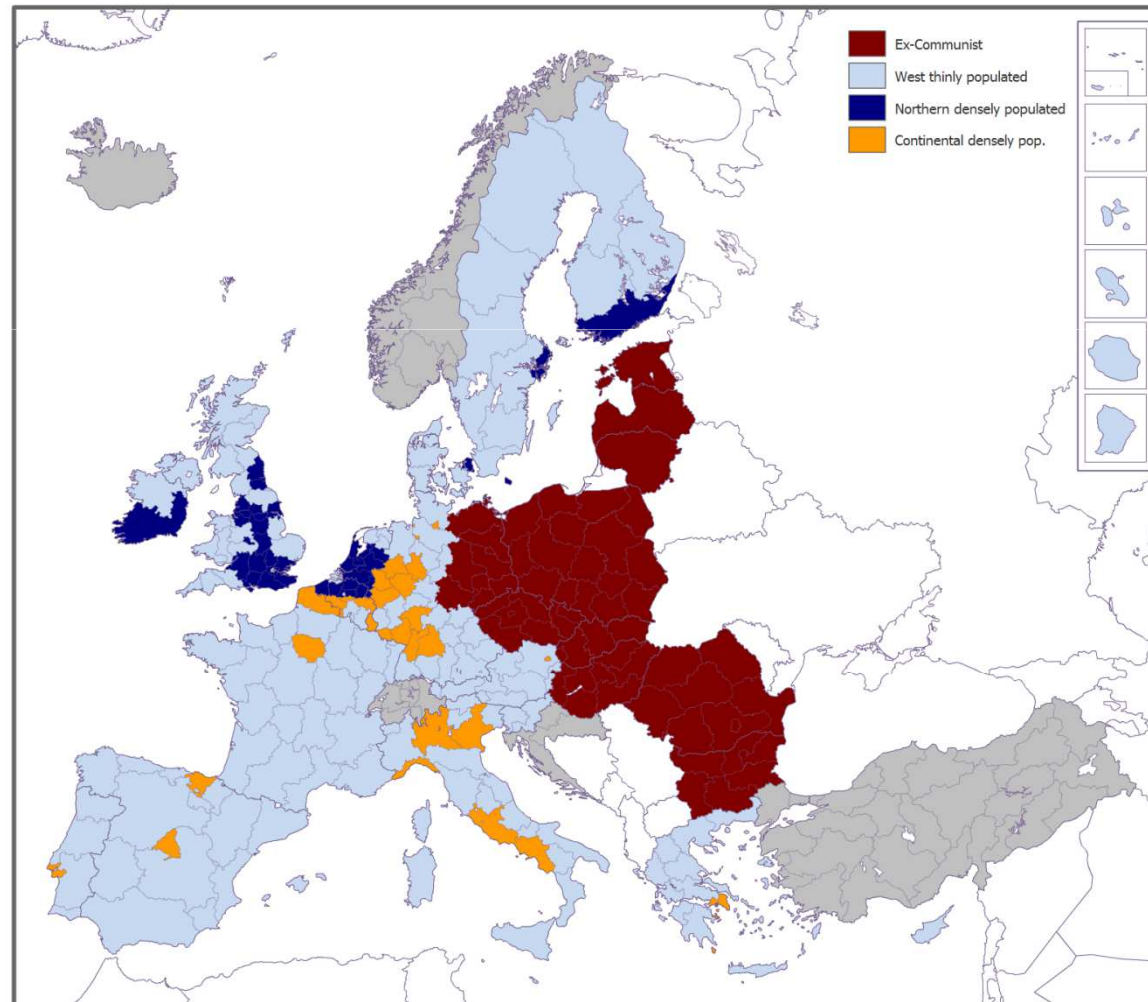 Ex-Communist
West thinly populated
Northern densely populated
Continental densely pop.